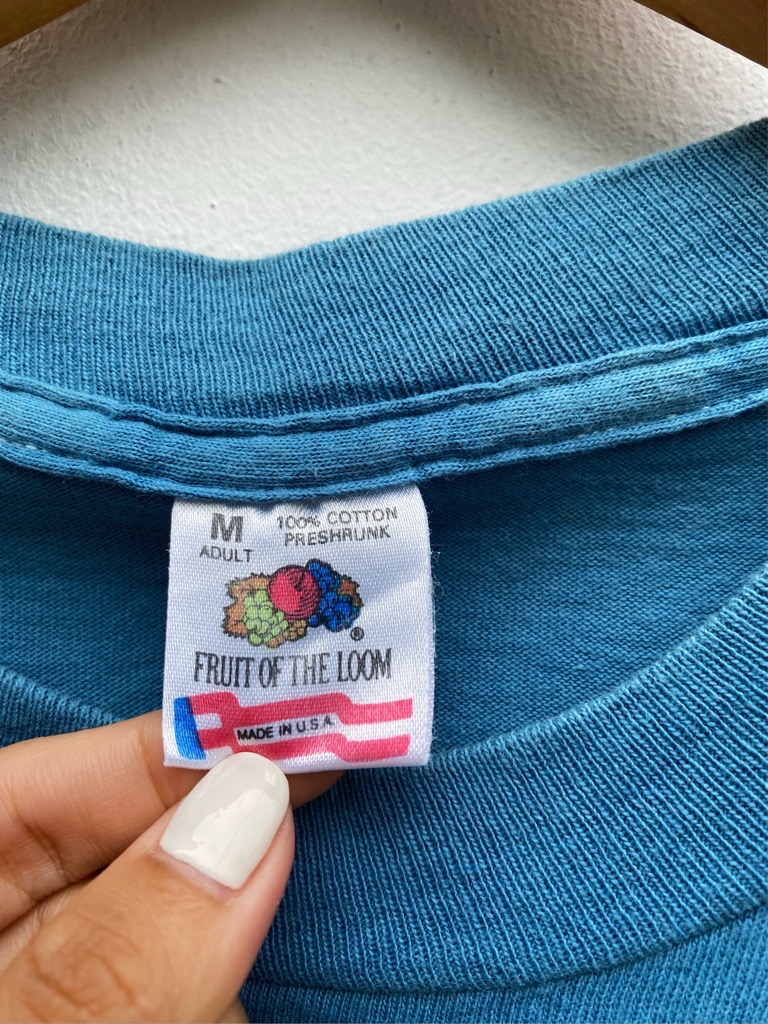 M
ADULT
100% COTTON
PRESHRUNK
®
FRUIT OF THE LOOM
MADE IN U.S.A.